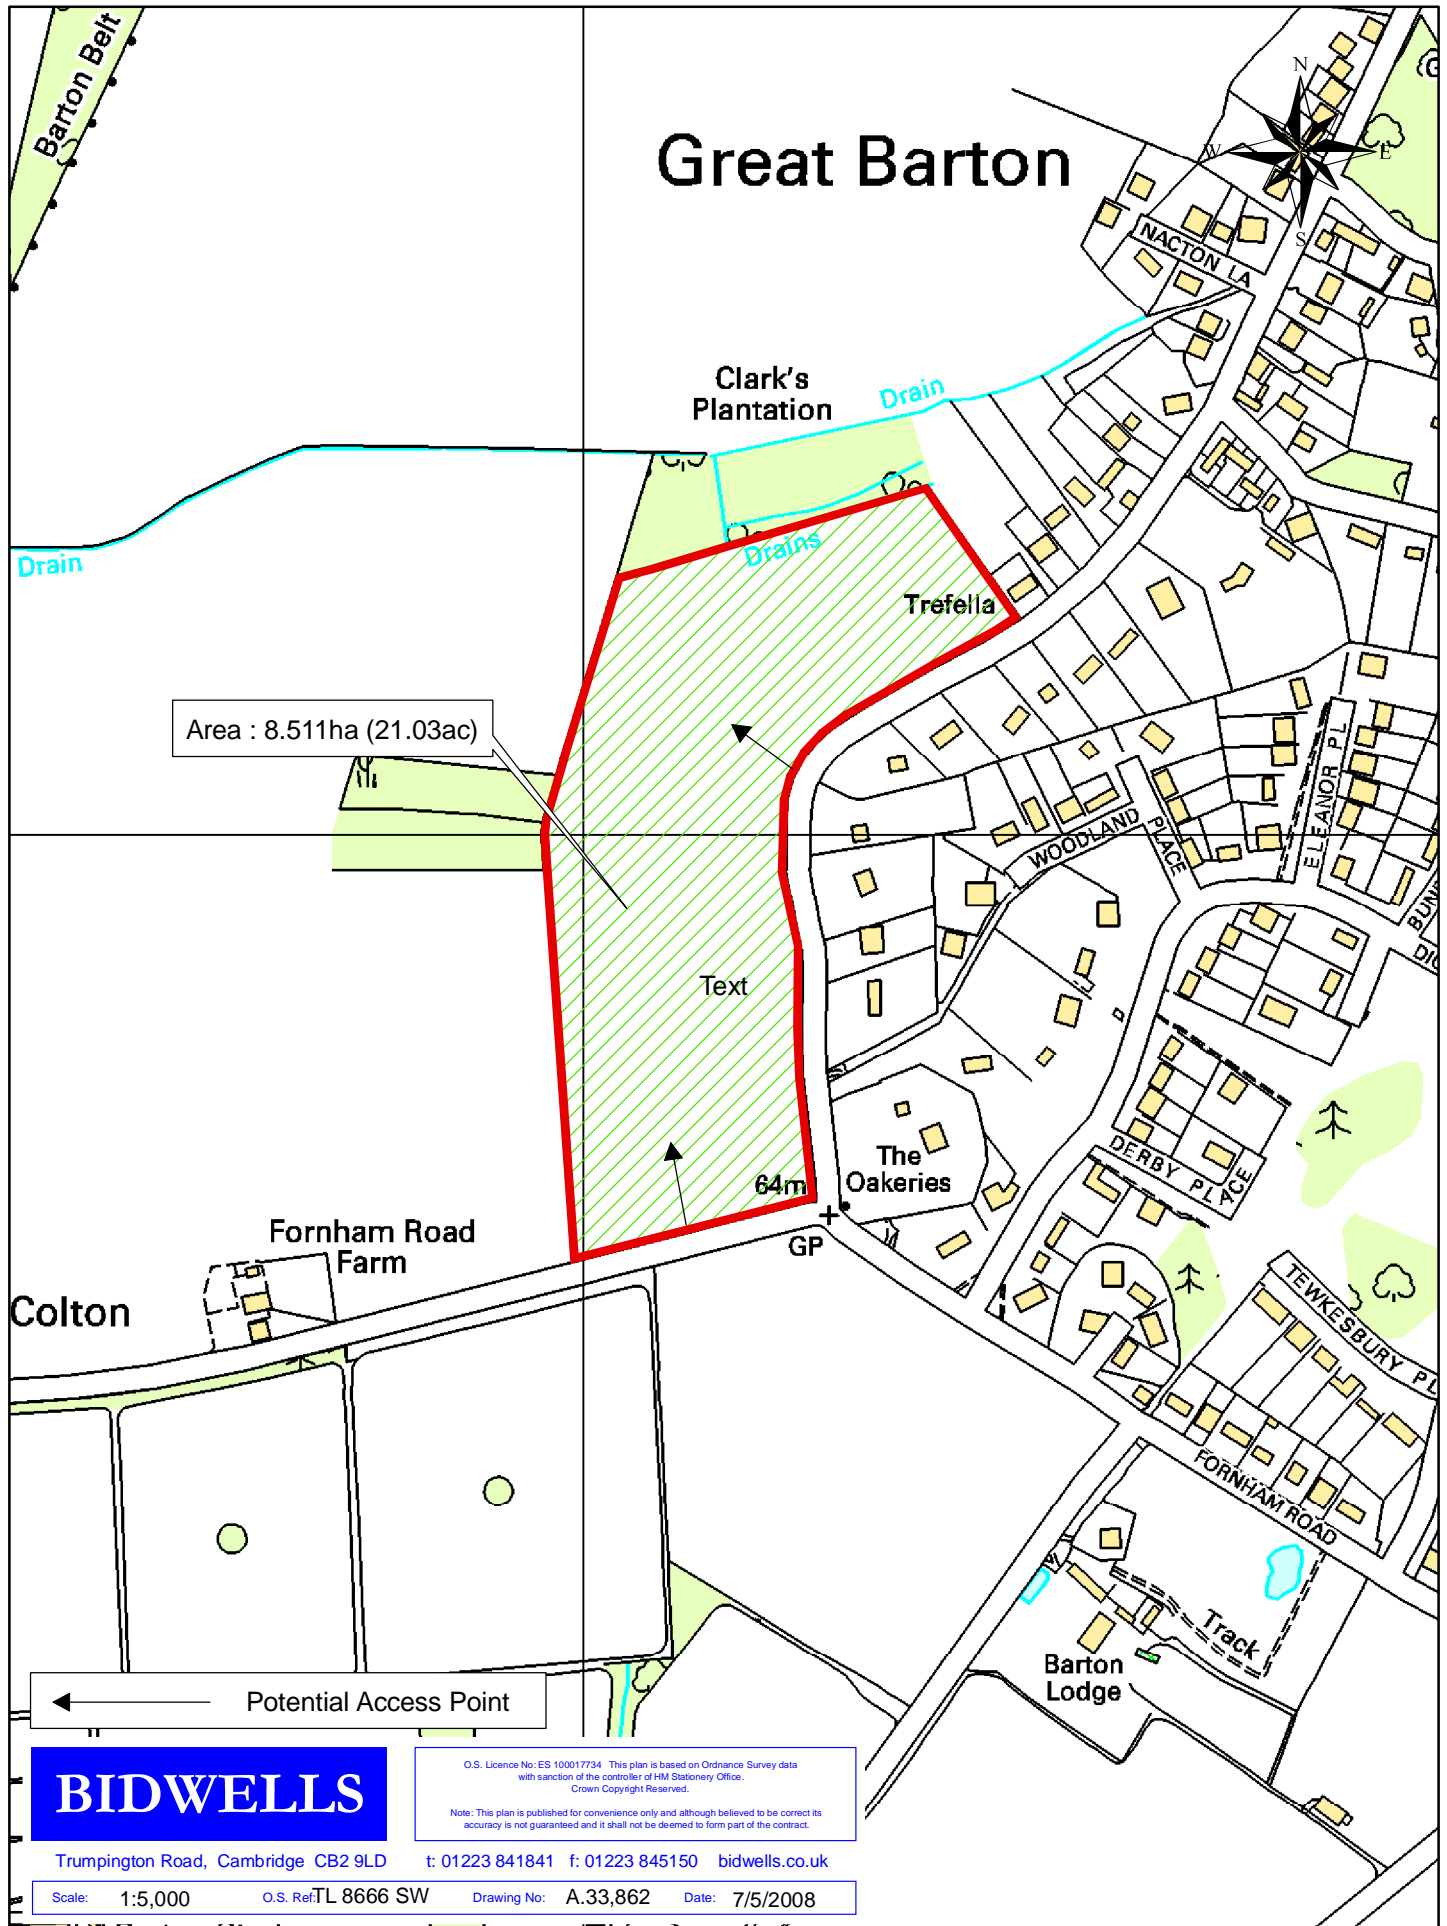 Barton Belt
Great Barton
N
W
E
S
NACTON LA
Clark's
Plantation
Drain
Drain
Drains
Trefella
Area : 8.511ha (21.03ac)
ELEANOR PL
WOODLAND PLACE
Text
The
Oakeries
64m
GP
DERBY PLACE
Fornham Road
Farm
Colton
TEWKESBURY PL
FORNHAM ROAD
Track
Barton
Lodge
Potential Access Point
BIDWELLS
O.S. Licence No: ES 100017734 This plan is based on Ordnance Survey data
with sanction of the controller of HM Stationery Office.
Crown Copyright Reserved.
Note: This plan is published for convenience only and although believed to be correct its
accuracy is not guaranteed and it shall not be deemed to form part of the contract.
Trumpington Road, Cambridge CB2 9LD t: 01223 841841 f: 01223 845150 bidwells.co.uk
Scale: 1:5,000 O.S. Ref: TL 8666 SW Drawing No: A.33,862 Date: 7/5/2008